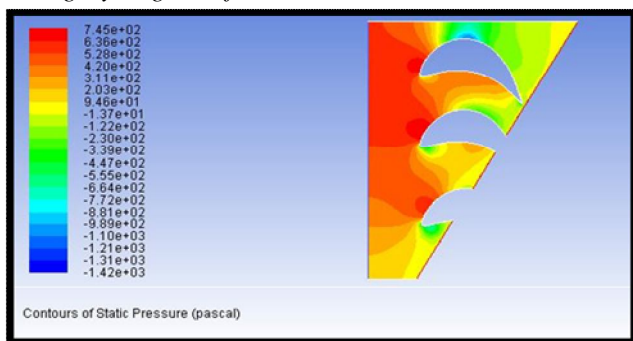 7.45e+02
6.36e+02
5.28e+02
4.20e+02
3.11e+02
2.03e+02
9.46e+01
-1.37e+01
-1.22e+02
-2.30e+02
-3.39e+02
-4.47e+02
-5.55e+02
-6.64e+02
-7.72e+02
-8.81e+02
-9.89e+02
-1.10e+03
-1.21e+03
-1.31e+03
-1.42e+03
Contours of Static Pressure (pascal)